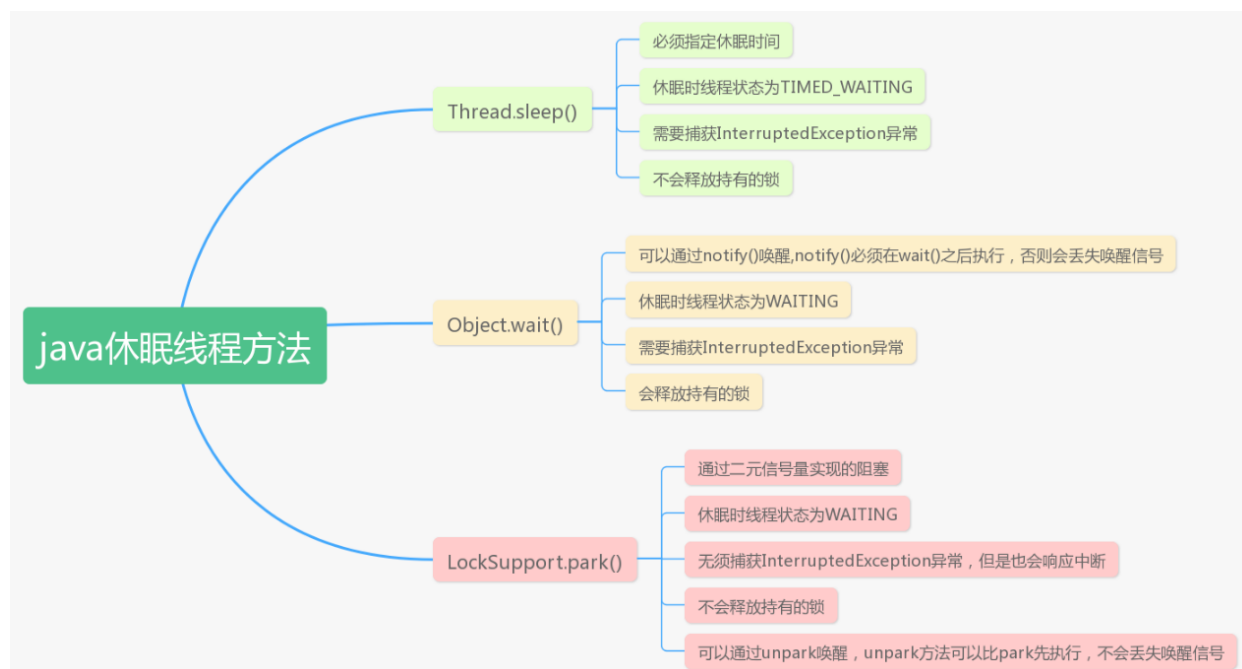 java休眠线程方法
Thread.sleep()
必须指定休眠时间
休眠时线程状态为TIMED_WAITING
需要捕获InterruptedException异常
不会释放持有的锁
Object.wait()
可以通过notify()唤醒,notify()必须在wait()之后执行，否则会丢失唤醒信号
休眠时线程状态为WAITING
需要捕获InterruptedException异常
会释放持有的锁
LockSupport.park()
通过二元信号量实现的阻塞
休眠时线程状态为WAITING
无须捕获InterruptedException异常，但是也会响应中断
不会释放持有的锁
可以通过unpark唤醒，unpark方法可以比park先执行，不会丢失唤醒信号